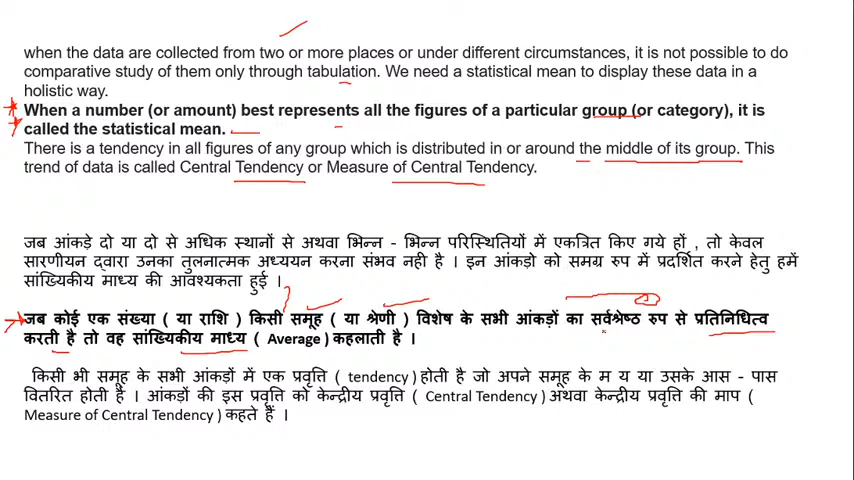 when the data are collected from two or more places or under different circumstances, it is not possible to do
comparative study of them only through tabulation. We need a statistical mean to display these data in a
holistic way.
When a number (or amount) best represents all the figures of a particular group (or category), it is
called the statistical mean.
There is a tendency in all figures of any group which is distributed in or around the middle of its group. This
trend of data is called Central Tendency or Measure of Central Tendency.
जब आंकड़े दो या दो से अधिक स्थानों से अथवा भिन्न - भिन्न परिस्थितियों में एकत्रित किए गये हों , तो केवल
सारणीयन द्वारा उनका तुलनात्मक अध्ययन करना संभव नही है । इन आंकड़ो को समग्र रुप में प्रदर्शित करने हेतु हमें
सांख्यिकीय माध्य की आवश्यकता हुई ।
जब कोई एक संख्या ( या राशि ) किसी समूह ( या श्रेणी ) विशेष के सभी आंकड़ों का सर्वश्रेष्ठ रुप से प्रतिनिधित्व
करती है तो वह सांख्यिकीय माध्य ( Average ) कहलाती है ।
किसी भी समूह के सभी आंकड़ों में एक प्रवृत्ति ( tendency ) होती है जो अपने समूह के म य या उसके आस - पास
वितरित होती है । आंकड़ों की इस प्रवृत्ति को केन्द्रीय प्रवृत्ति ( Central Tendency ) अथवा केन्द्रीय प्रवृत्ति की माप (
Measure of Central Tendency ) कहते हैं ।